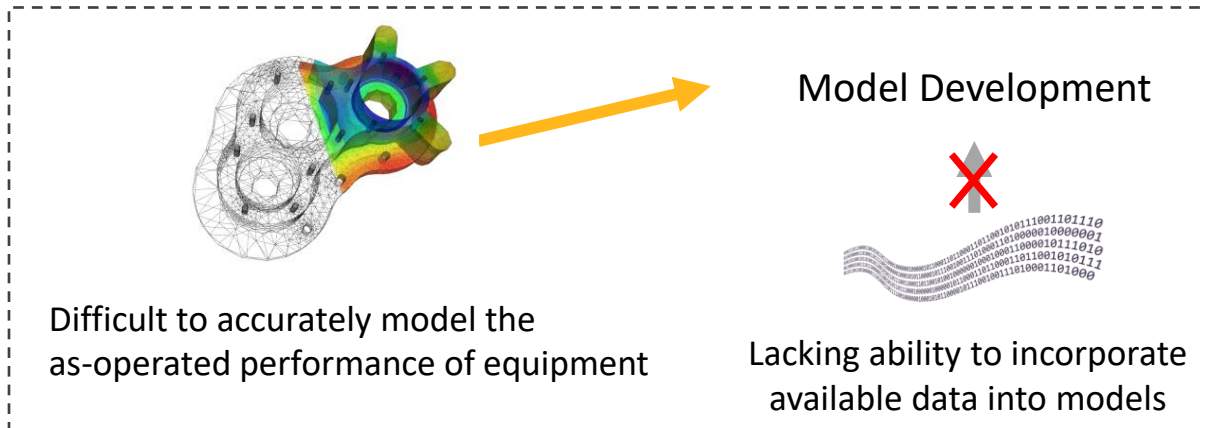 Model Development
Difficult to accurately model the
as-operated performance of equipment
Lacking ability to incorporate
available data into models